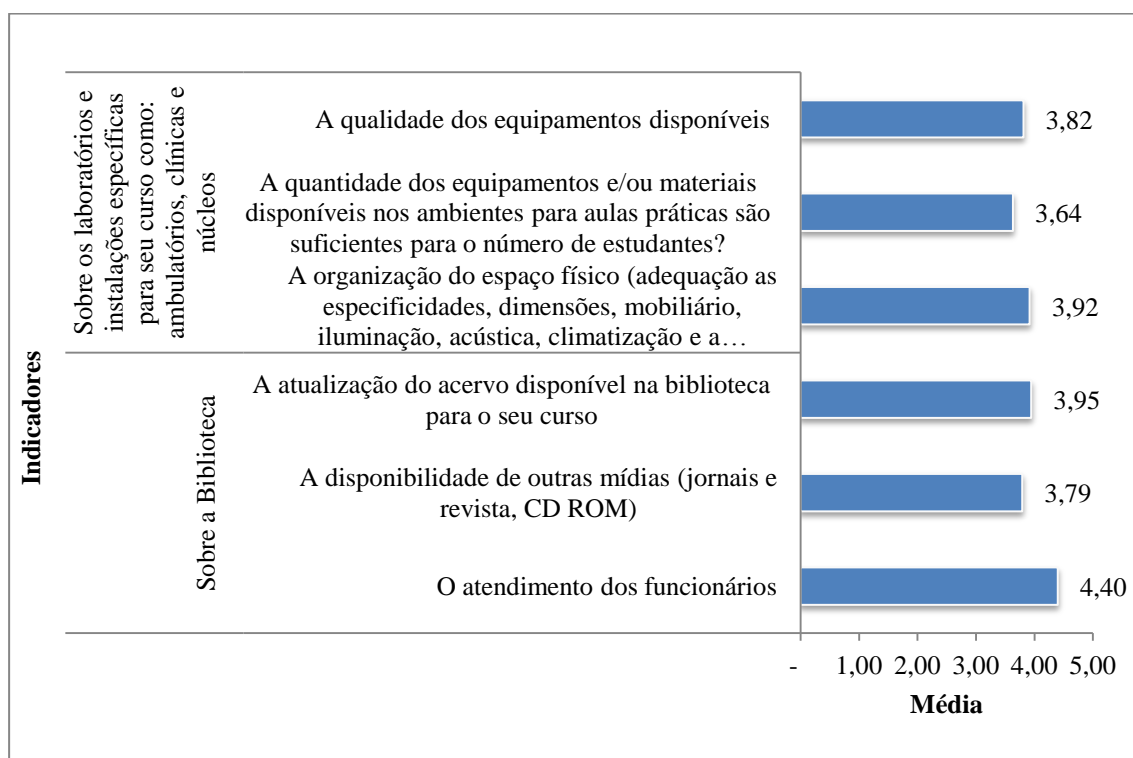 Indicadores
Sobre os laboratórios e
instalações específicas
para seu curso como:
ambulatórios, clínicas e
núcleos
A qualidade dos equipamentos disponíveis
3,82
A quantidade dos equipamentos e/ou materiais
disponíveis nos ambientes para aulas práticas são
suficientes para o número de estudantes?
3,64
A organização do espaço físico (adequação as
especificidades, dimensões, mobiliário,
iluminação, acústica, climatização e a…
3,92
Sobre a Biblioteca
A atualização do acervo disponível na biblioteca
para o seu curso
3,95
A disponibilidade de outras mídias (jornais e
revista, CD ROM)
3,79
O atendimento dos funcionários
4,40
- 1,00 2,00 3,00 4,00 5,00
Média